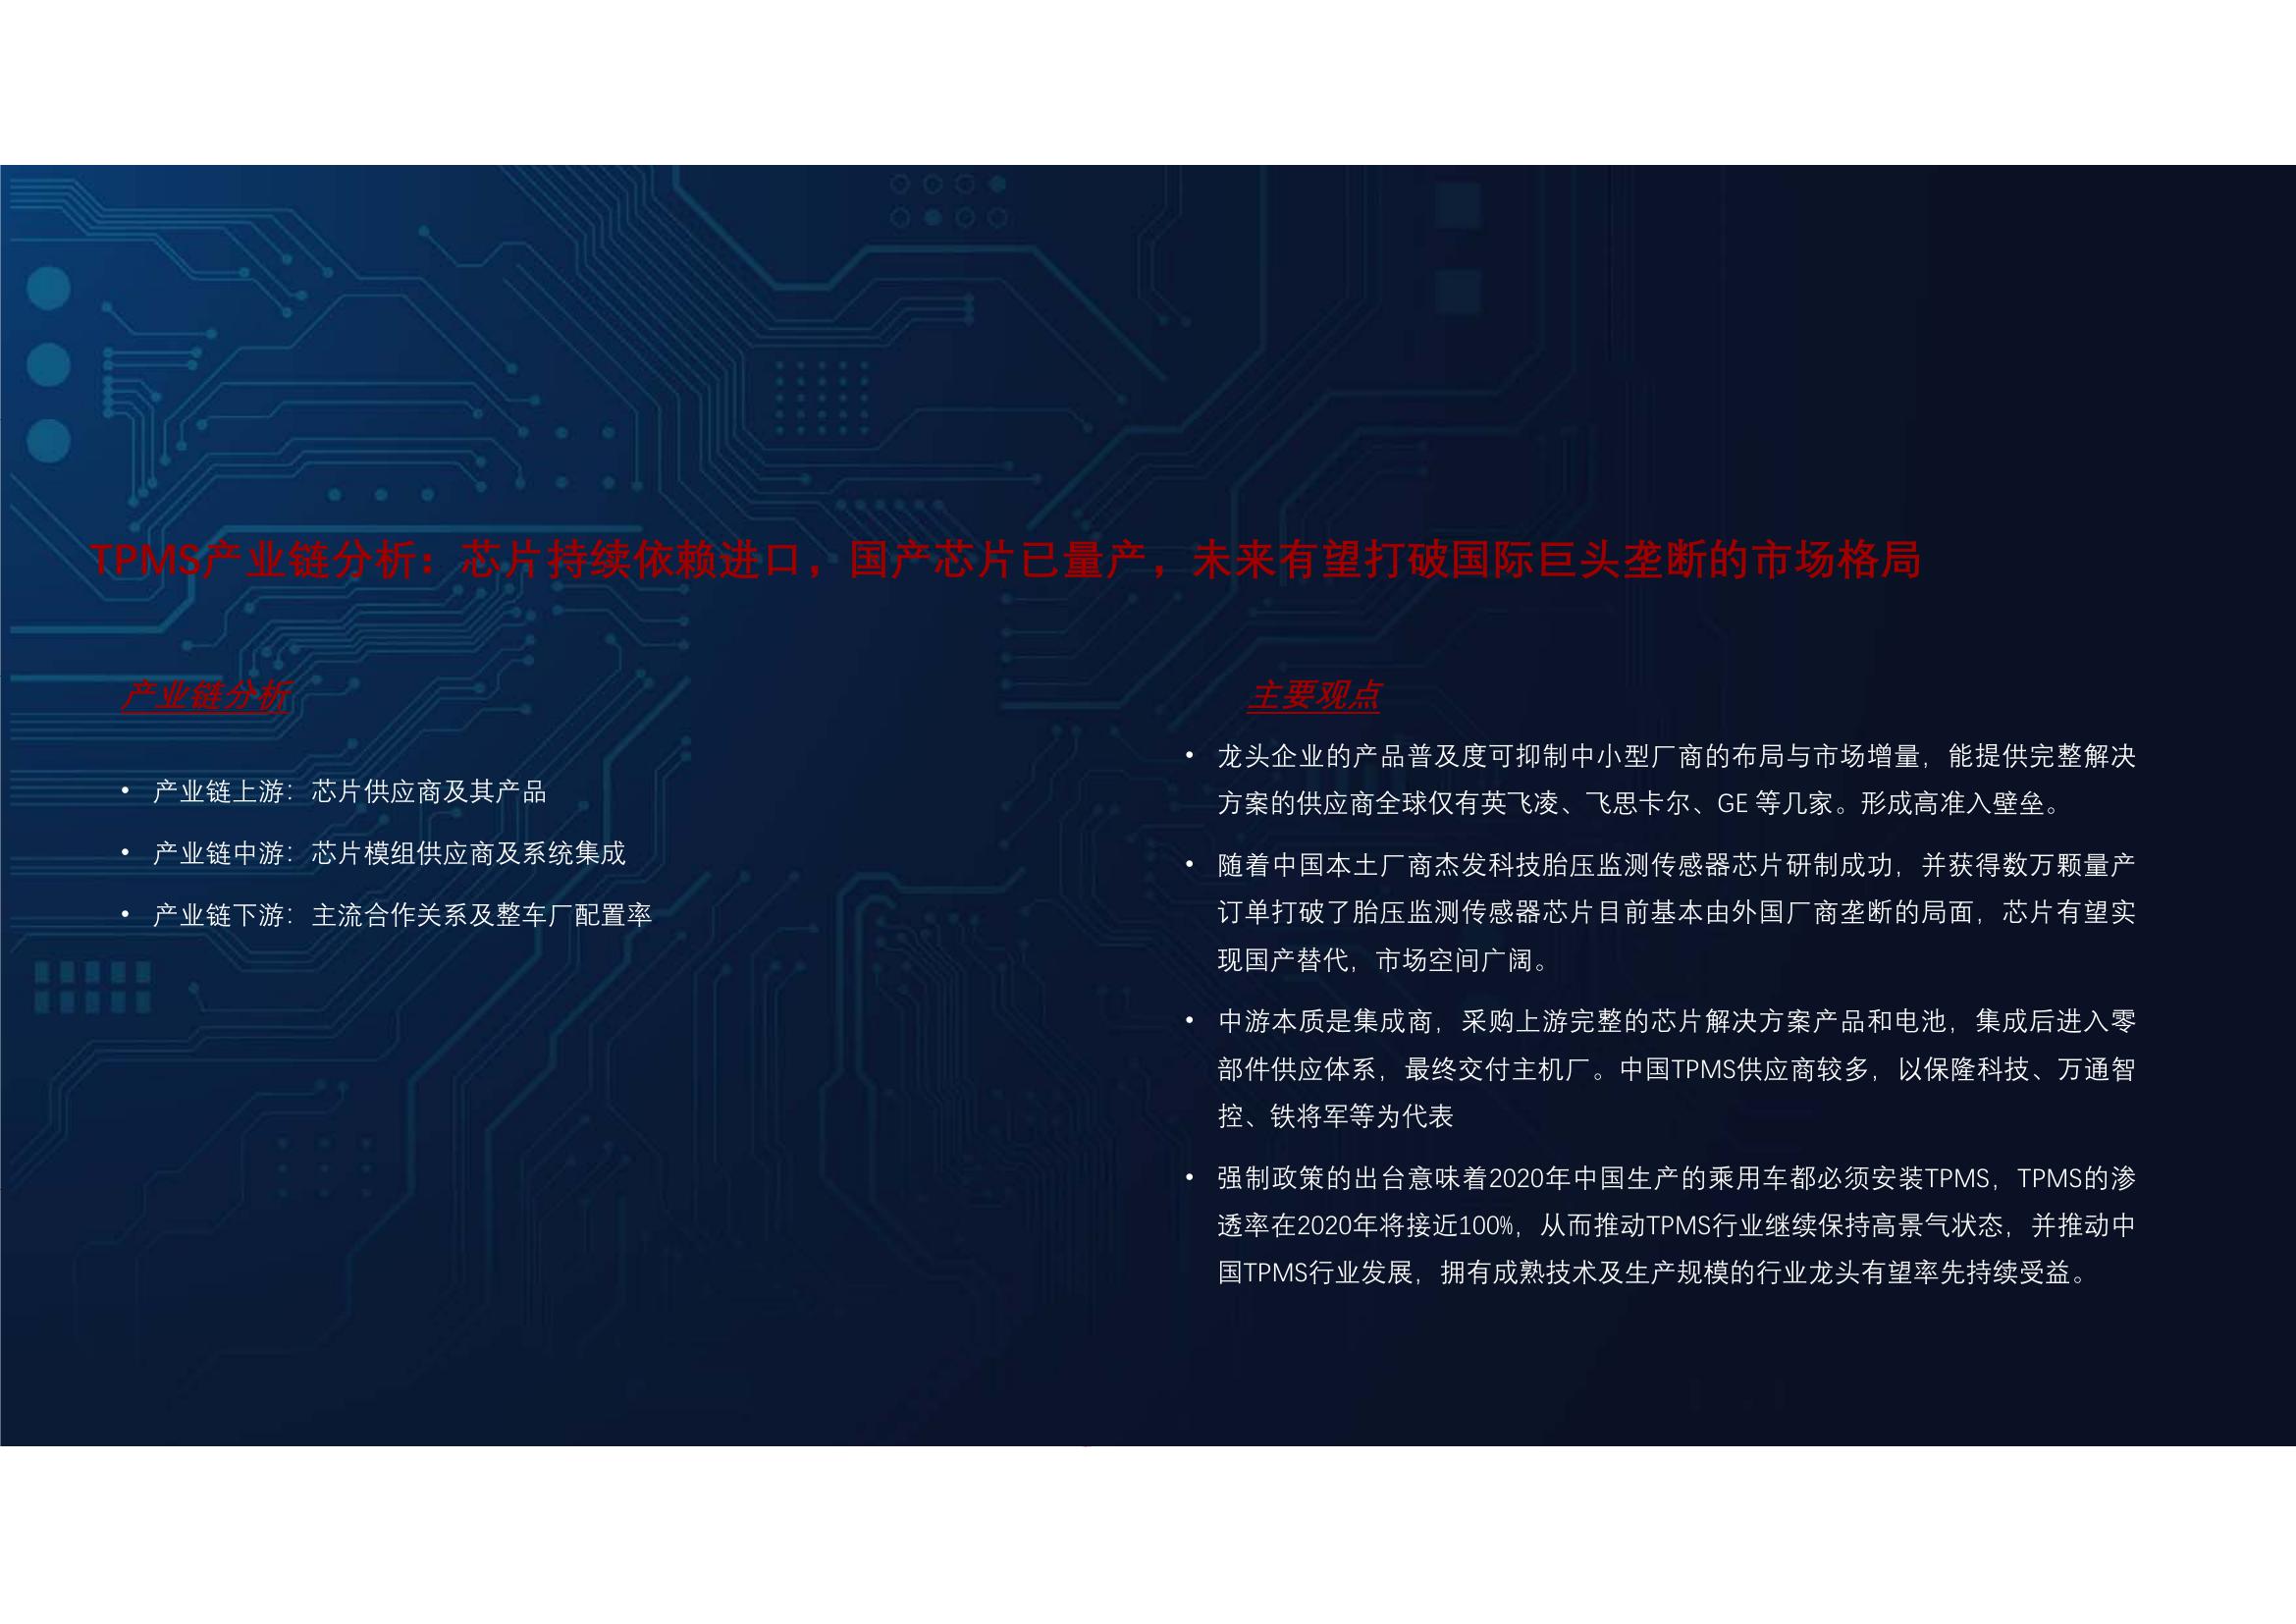 TPMS产业链分析：芯片持续依赖进口，国产芯片已量产，未来有望打破国际巨头垄断的市场格局
产业链分析
• 产业链上游：芯片供应商及其产品
• 产业链中游：芯片模组供应商及系统集成
• 产业链下游：主流合作关系及整车厂配置率
主要观点
• 龙头企业的产品普及度可抑制中小型厂商的布局与市场增量，能提供完整解决
方案的供应商全球仅有英飞凌、飞思卡尔、GE 等几家。形成高准入壁垒。
• 随着中国本土厂商杰发科技胎压监测传感器芯片研制成功，并获得数万颗量产
订单打破了胎压监测传感器芯片目前基本由外国厂商垄断的局面，芯片有望实
现国产替代，市场空间广阔。
• 中游本质是集成商，采购上游完整的芯片解决方案产品和电池，集成后进入零
部件供应体系，最终交付主机厂。中国TPMS供应商较多，以保隆科技、万通智
控、铁将军等为代表
• 强制政策的出台意味着2020年中国生产的乘用车都必须安装TPMS，TPMS的渗
透率在2020年将接近100%，从而推动TPMS行业继续保持高景气状态，并推动中
国TPMS行业发展，拥有成熟技术及生产规模的行业龙头有望率先持续受益。